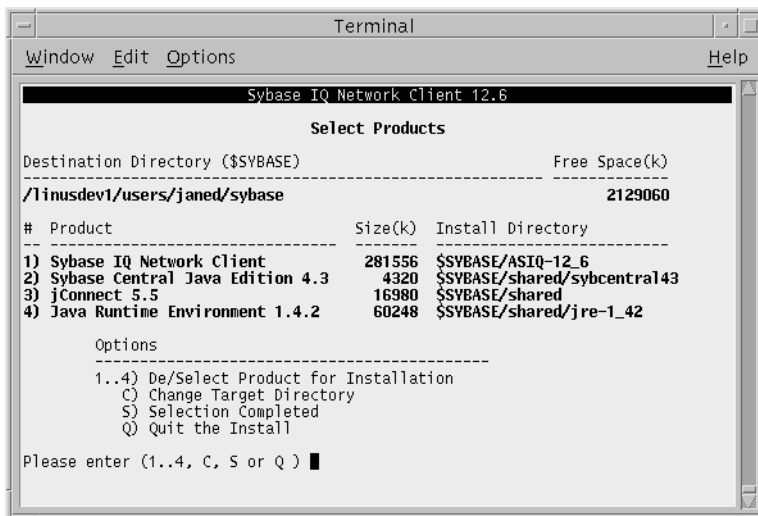 Terminal
Window Edit Options Help
Sybase IQ Network Client 12.6
Select Products
Destination Directory ($SYBASE) Free Space(k)
---------------------------------------------------------- -------------
/linusdev1/users/janed/sybase 2129060
# Product Size(k) Install Directory
-- -------------------------------- ------- --------------------------
1) Sybase IQ Network Client 281556 $SYBASE/ASIQ-12_6
2) Sybase Central Java Edition 4.3 4320 $SYBASE/shared/sybcentral43
3) jConnect 5.5 16980 $SYBASE/shared
4) Java Runtime Environment 1.4.2 60248 $SYBASE/shared/jre-1_42
Options
--------------------------------------------
1..4) De/Select Product for Installation
C) Change Target Directory
S) Selection Completed
Q) Quit the Install
Please enter (1..4, C, S or Q )